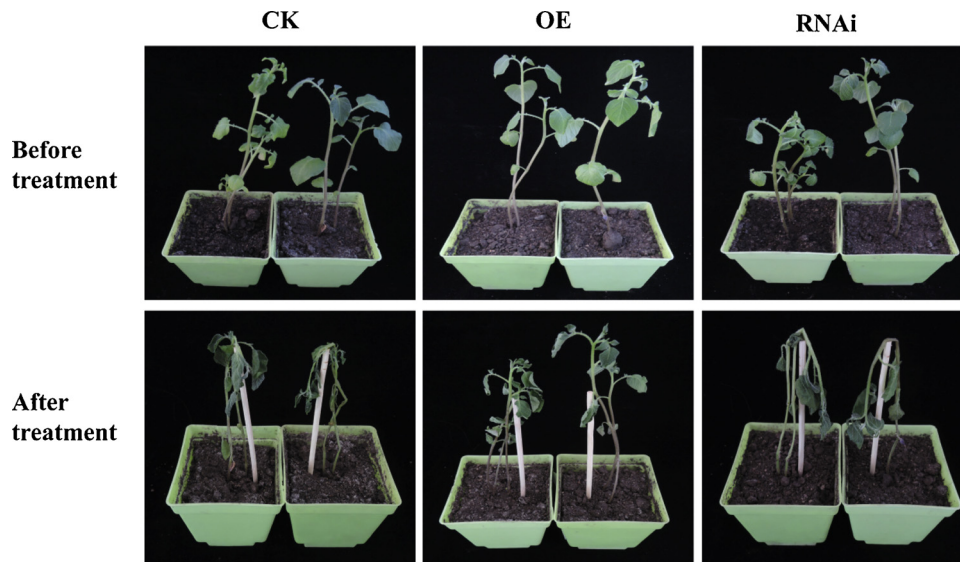 CK
OE
RNAi
Before
treatment
After
treatment